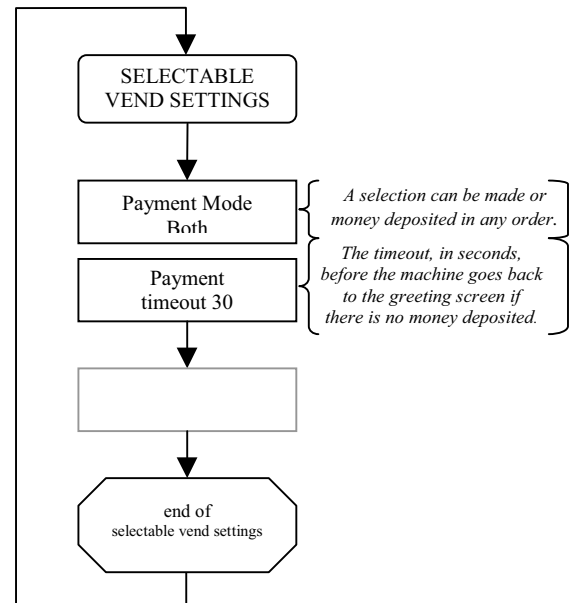 SELECTABLE
VEND SETTINGS
Payment Mode
Both
A selection can be made or
money deposited in any order.
Payment
timeout 30
The timeout, in seconds,
before the machine goes back
to the greeting screen if
there is no money deposited.
end of
selectable vend settings